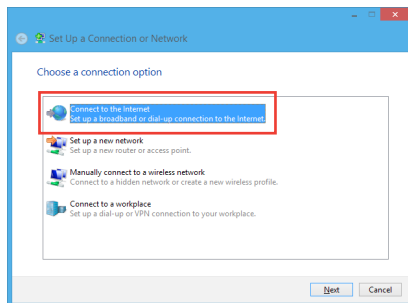 Set Up a Connection or Network
Choose a connection option
Connect to the Internet
Set up a broadband or dial-up connection to the Internet.
Set up a new network
Set up a new router or access point.
Manually connect to a wireless network
Connect to a hidden network or create a new wireless profile.
Connect to a workplace
Set up a dial-up or VPN connection to your workplace.
Next Cancel